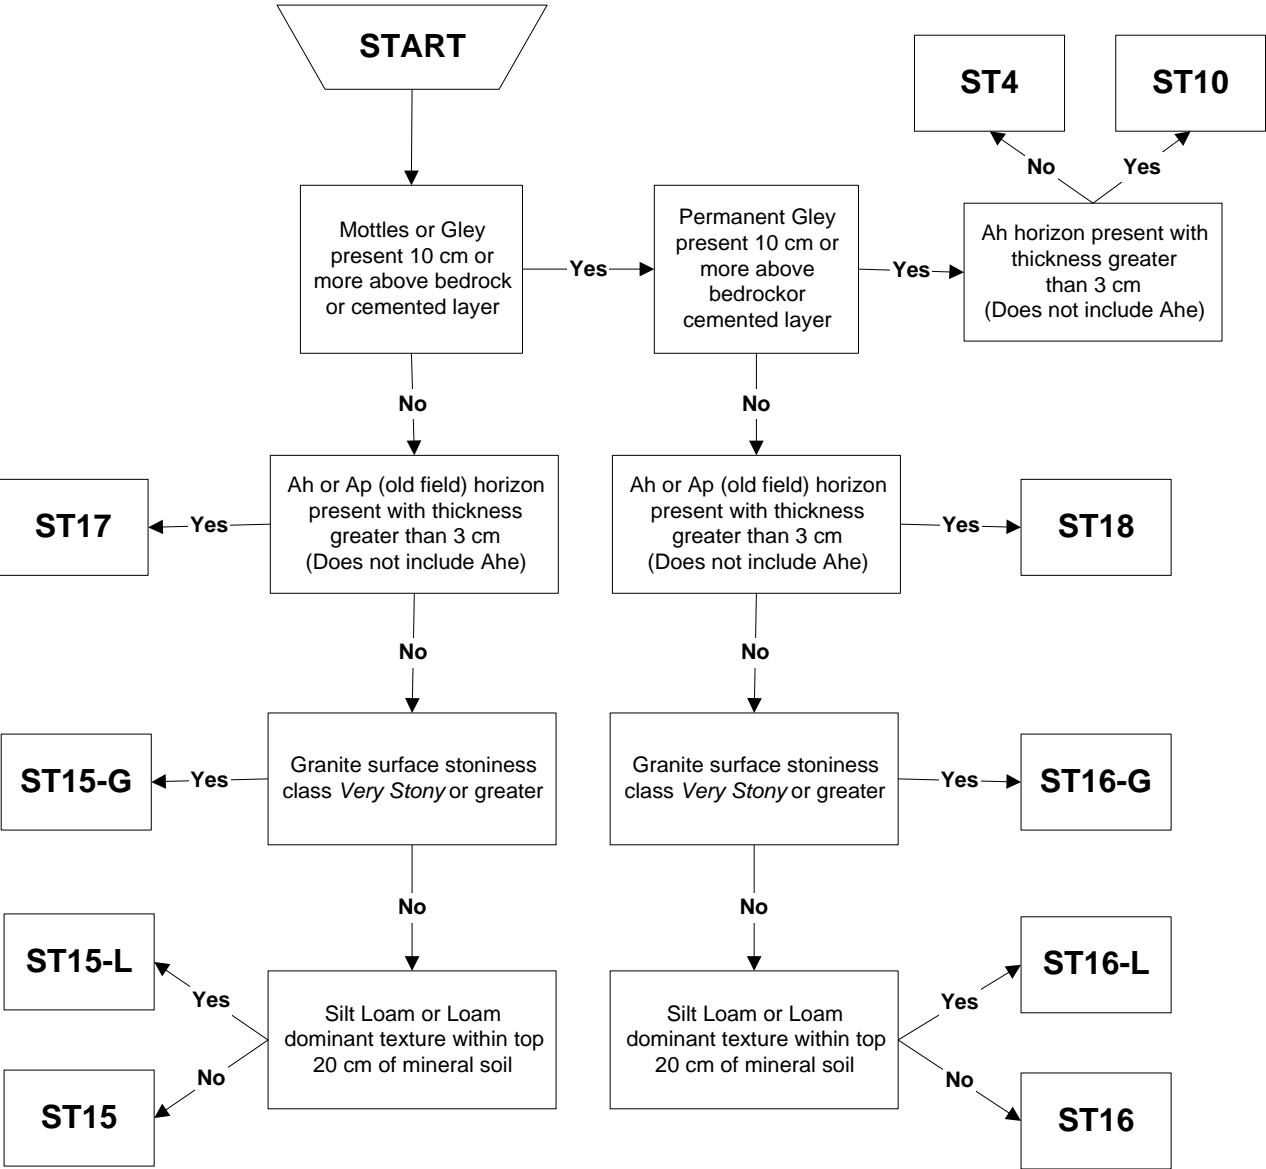 START
ST4
ST10
No
Yes
Mottles or Gley
present 10 cm or
more above bedrock
or cemented layer
Yes
Permanent Gley
present 10 cm or
more above
bedrockor
cemented layer
Yes
Ah horizon present with
thickness greater
than 3 cm
(Does not include Ahe)
No
No
ST17
Yes
Ah or Ap (old field) horizon
present with thickness
greater than 3 cm
(Does not include Ahe)
Ah or Ap (old field) horizon
present with thickness
greater than 3 cm
(Does not include Ahe)
Yes
ST18
No
No
ST15-G
Yes
Granite surface stoniness
class Very Stony or greater
Granite surface stoniness
class Very Stony or greater
Yes
ST16-G
No
No
ST15-L
Yes
Silt Loam or Loam
dominant texture within top
20 cm of mineral soil
No
ST15
Silt Loam or Loam
dominant texture within top
20 cm of mineral soil
Yes
ST16-L
No
ST16